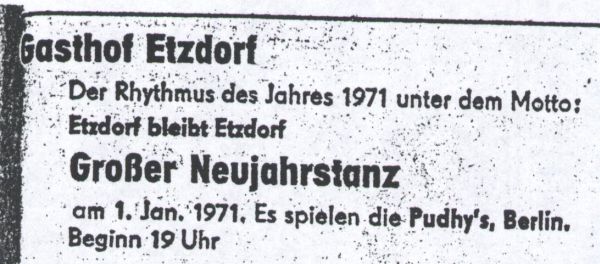 Gasthof Etzdorf
Der Rhythmus des Jahres 1971 unter dem Motto:
Etzdorf bleibt Etzdorf
Großer Neujahrstanz
am 1. Jan. 1971. Es spielen die Pudhy's, Berlin.
Beginn 19 Uhr